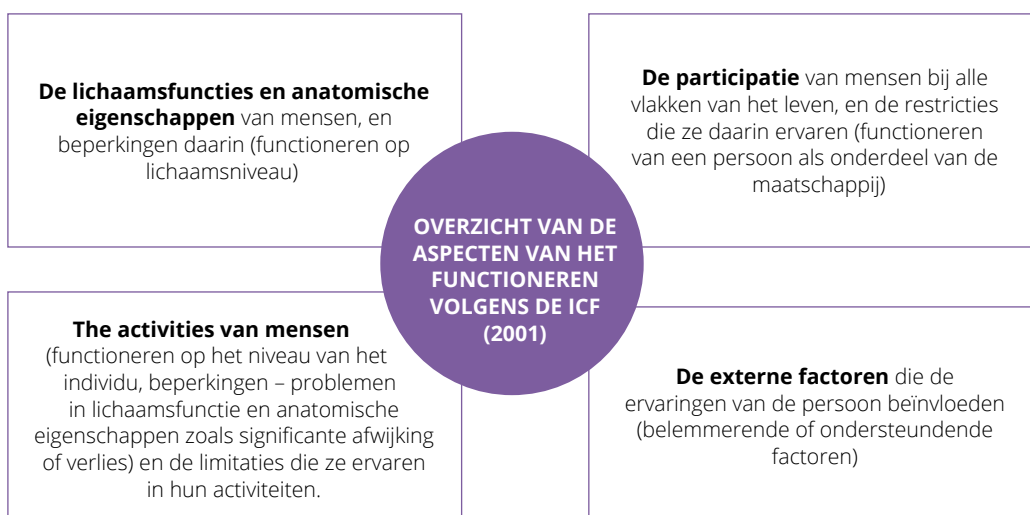 De lichaamsfuncties en anatomische
eigenschappen van mensen, en
beperkingen daarin (functioneren op
lichaamsniveau)
De participatie van mensen bij alle
vlakken van het leven, en de restricties
die ze daarin ervaren (functioneren
van een persoon als onderdeel van de
maatschappij)
OVERZICHT VAN DE
ASPECTEN VAN HET
FUNCTIONEREN
VOLGENS DE ICF
(2001)
The activities van mensen
(functioneren op het niveau van het
individu, beperkingen – problemen
in lichaamsfunctie en anatomische
eigenschappen zoals significante afwijking
of verlies) en de limitaties die ze ervaren
in hun activiteiten.
De externe factoren die de
ervaringen van de persoon beïnvloeden
(belemmerende of ondersteundende
factoren)